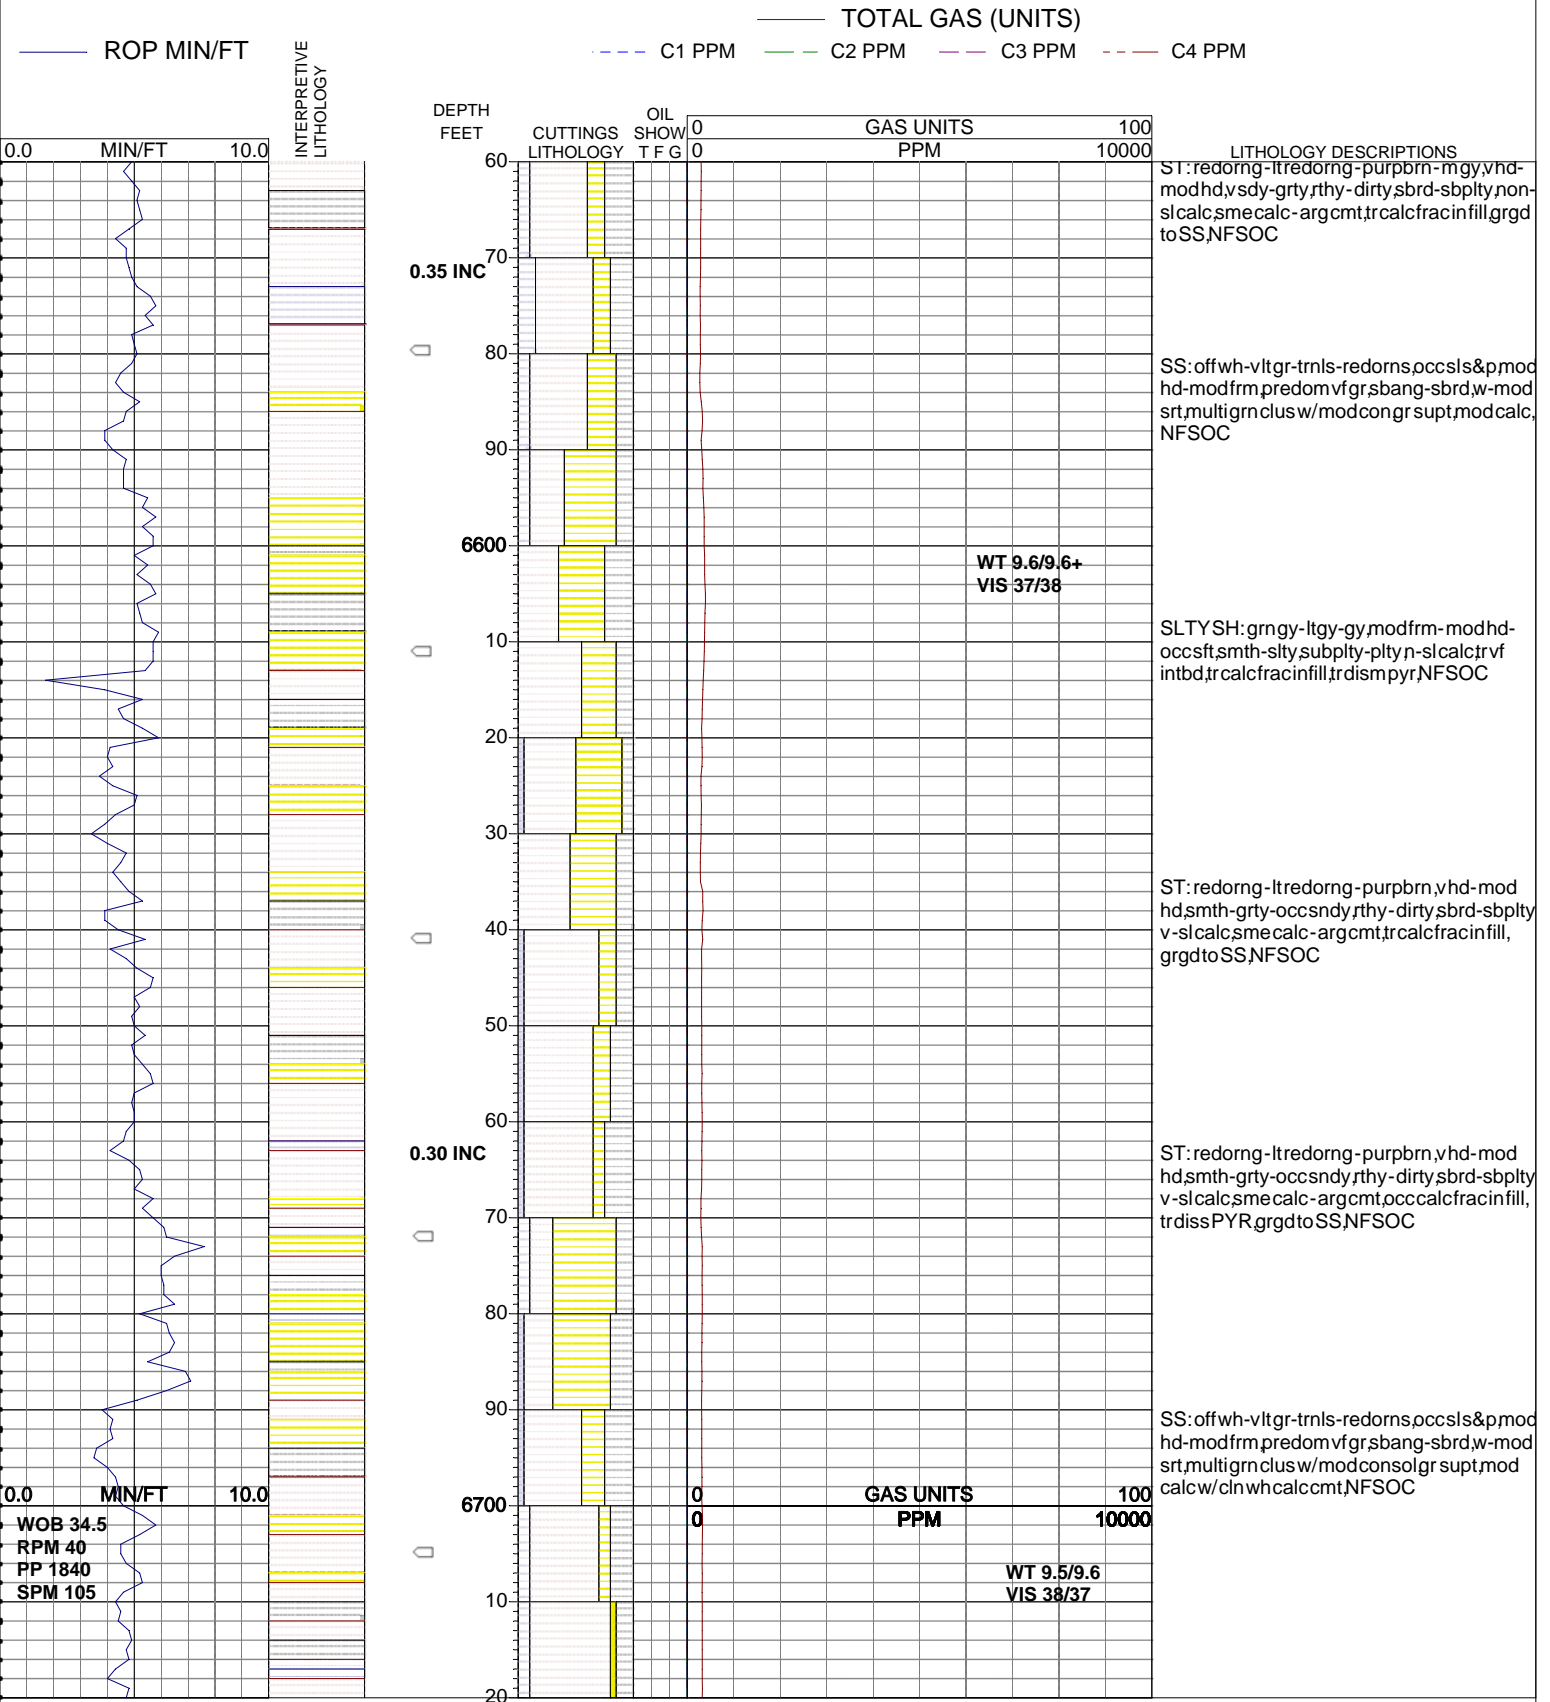 TOTAL GAS (UNITS)
ROP MIN/FT
C1 PPM
C2 PPM
C3 PPM
C4 PPM
INTERPRETIVE
LITHOLOGY
DEPTH
FEET
CUTTINGS
LITHOLOGY
OIL
SHOW
T F G
0 GAS UNITS 100
0.0 MIN/FT 10.0
0 PPM 10000
LITHOLOGY DESCRIPTIONS
60
ST:redorng-ltredorng-purpbrn-mgy,vhd-
modhd,vsdy-grty,rthy-dirty,sbrd-sbplty,non-
slcalc,smecalc-argcmt,trcalcfracinfill,grgd
toSS,NFSOC
70
0.35 INC
80
SS:offwh-vltgr-trnls-redorns,occsls&p,mod
hd-modfrm,predomvfgr,sbang-sbrd,w-mod
srt,multigrnclusw/modcongrsupt,modcalc,
NFSOC
90
6600
WT 9.6/9.6+
VIS 37/38
10
SLTYSH:grngy-ltgy-gy,modfrm-modhd-
occsft,smth-slty,subplty-plty,n-slcalc,trvf
intbd,trcalcfracinfill,trdismpyr,NFSOC
20
30
ST:redorng-ltredorng-purpbrn,vhd-mod
hd,smth-grty-occsndy,rthy-dirty,sbrd-sbplty
v-slcalc,smecalc-argcmt,trcalcfracinfill,
grgdtoSS,NFSOC
40
50
60
0.30 INC
ST:redorng-ltredorng-purpbrn,vhd-mod
hd,smth-grty-occsndy,rthy-dirty,sbrd-sbplty
v-slcalc,smecalc-argcmt,occcalcfracinfill,
trdissPYR,grgdtoSS,NFSOC
70
80
90
SS:offwh-vltgr-trnls-redorns,occsls&p,mod
hd-modfrm,predomvfgr,sbang-sbrd,w-mod
srt,multigrnclusw/modconsolgrsupt,mod
calcw/clnwhcalccmt,NFSOC
0.0 MIN/FT 10.0
0 GAS UNITS 100
6700
0 PPM 10000
WOB 34.5
RPM 40
PP 1840
SPM 105
WT 9.5/9.6
VIS 38/37
10
20